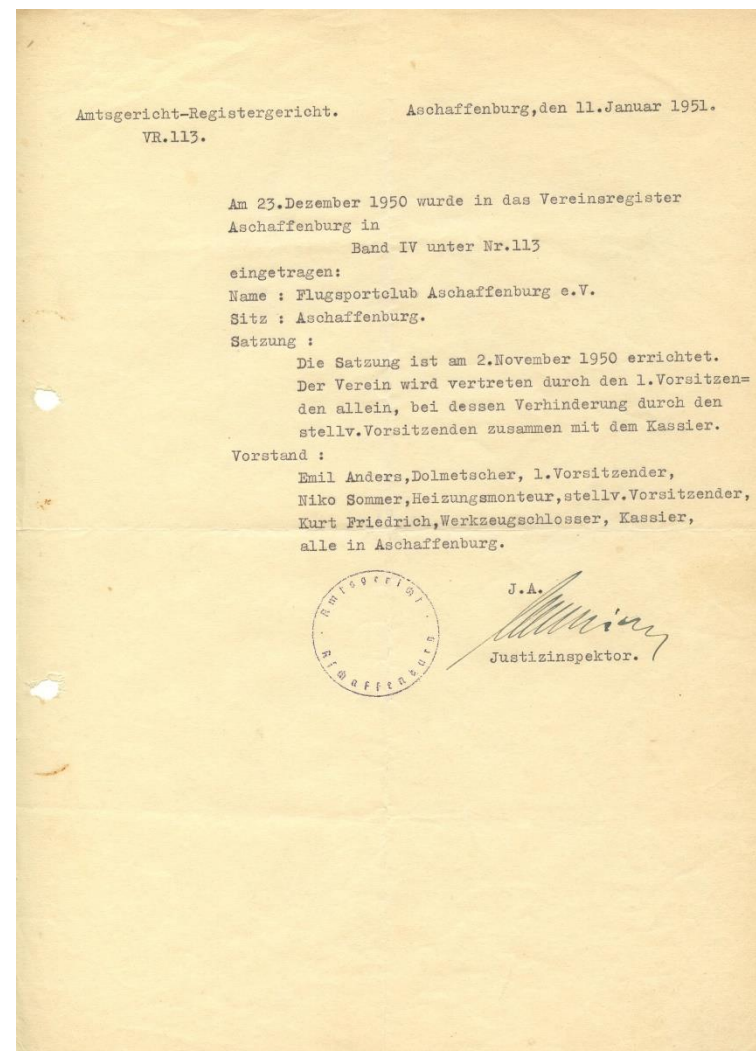 Amtsgericht-Registergericht. Aschaffenburg,den 11.Januar 1951.
VR.113.
Am 23.Dezember 1950 wurde in das Vereinsregister
Aschaffenburg in
Band IV unter Nr.113
eingetragen:
Name : Flugsportclub Aschaffenburg e.V.
Sitz : Aschaffenburg.
Satzung :
Die Satzung ist am 2.November 1950 errichtet.
Der Verein wird vertreten durch den 1.Vorsitzen=
den allein, bei dessen Verhinderung durch den
stellv.Vorsitzenden zusammen mit dem Kassier.
Vorstand :
Emil Anders,Dolmetscher, 1.Vorsitzender,
Niko Sommer,Heizungsmonteur,stellv.Vorsitzender,
Kurt Friedrich,Werkzeugschlosser, Kassier,
alle in Aschaffenburg.
· Amtsgericht ·
Aschaffenburg
J.A.
Justizinspektor.